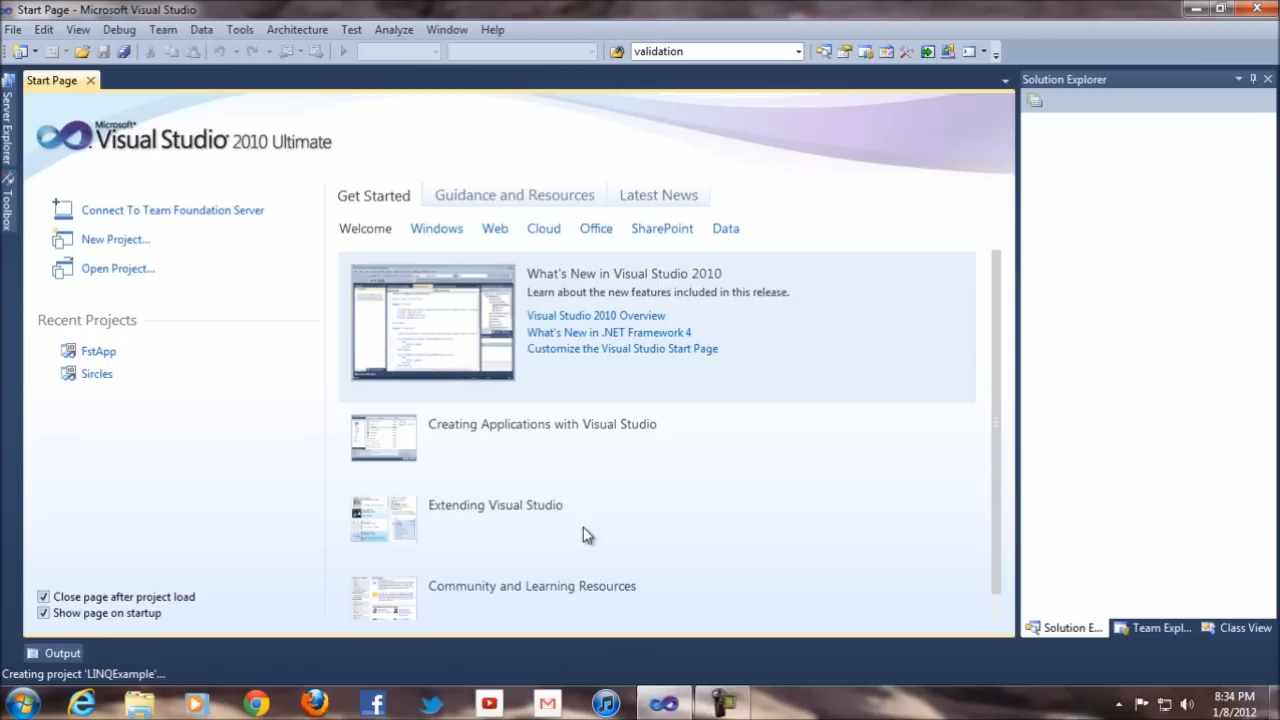 Start Page - Microsoft Visual Studio
File Edit View Debug Team Data Tools Architecture Test Analyze Window Help
validation
Server Explorer
Toolbox
Start Page
Solution Explorer
Microsoft
Visual Studio 2010 Ultimate
Connect To Team Foundation Server
New Project...
Open Project...
Recent Projects
FstApp
Sircles
Close page after project load
Show page on startup
Get Started Guidance and Resources Latest News
Welcome Windows Web Cloud Office SharePoint Data
What's New in Visual Studio 2010
Learn about the new features included in this release.
Visual Studio 2010 Overview
What's New in .NET Framework 4
Customize the Visual Studio Start Page
Creating Applications with Visual Studio
Extending Visual Studio
Community and Learning Resources
Solution E... Team Expl... Class View
Output
Creating project 'LINQExample'...
8:34 PM
1/8/2012